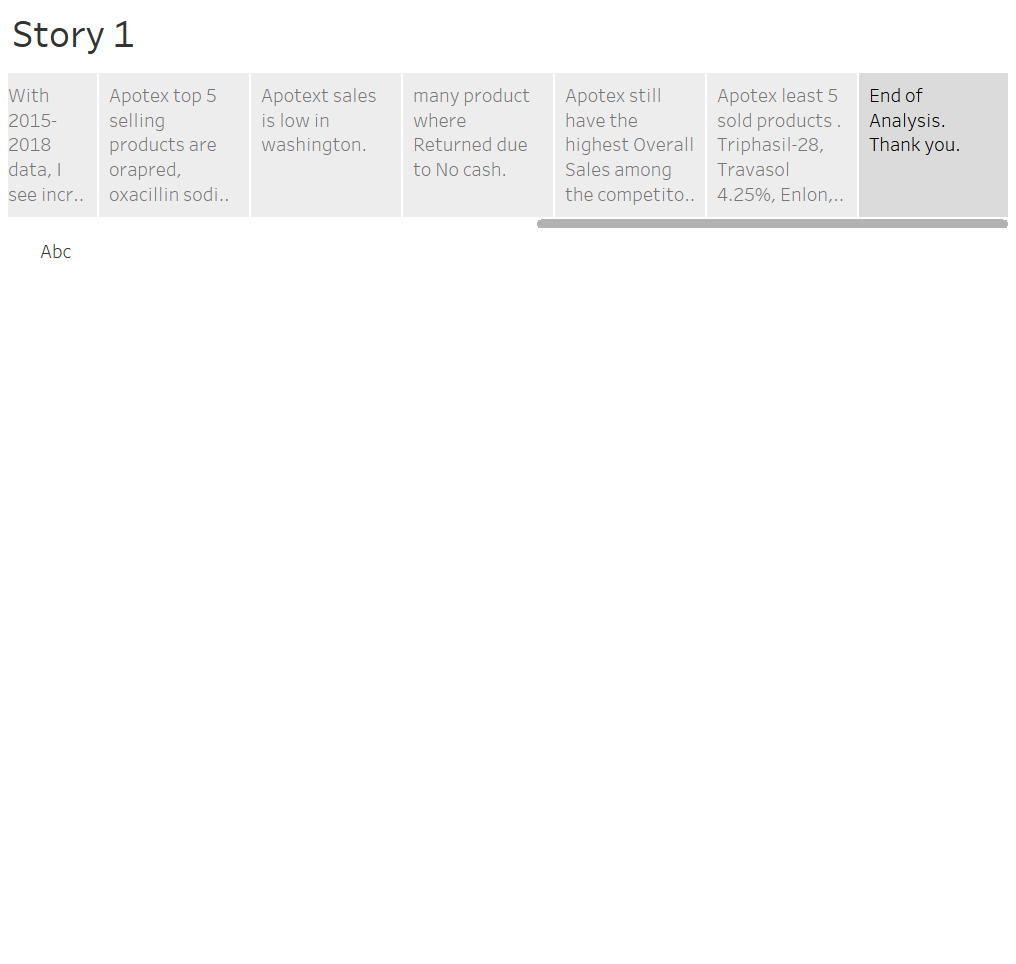 Story 1
With
2015-
2018
data, I
see incr..
Apotex top 5
selling
products are
orapred,
oxacillin sodi..
Apotext sales
is low in
washington.
many product
where
Returned due
to No cash.
Apotex still
have the
highest Overall
Sales among
the competito..
Apotex least 5
sold products .
Triphasil-28,
Travasol
4.25%, Enlon,..
End of
Analysis.
Thank you.
Abc